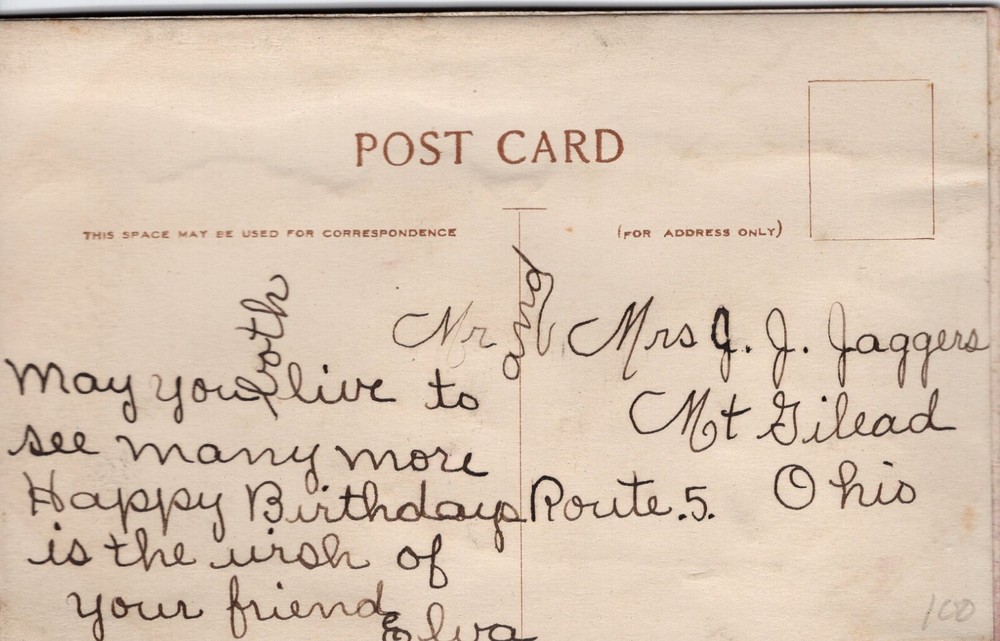 POST CARD
THIS SPACE MAY BE USED FOR CORRESPONDENCE
(FOR ADDRESS ONLY)
May you both live to
see many more
Happy Birthdays
is the wish of
your friend
Elva
Mr and Mrs J. J. Jaggers
Mt Gilead
Ohio
Route.5.
100